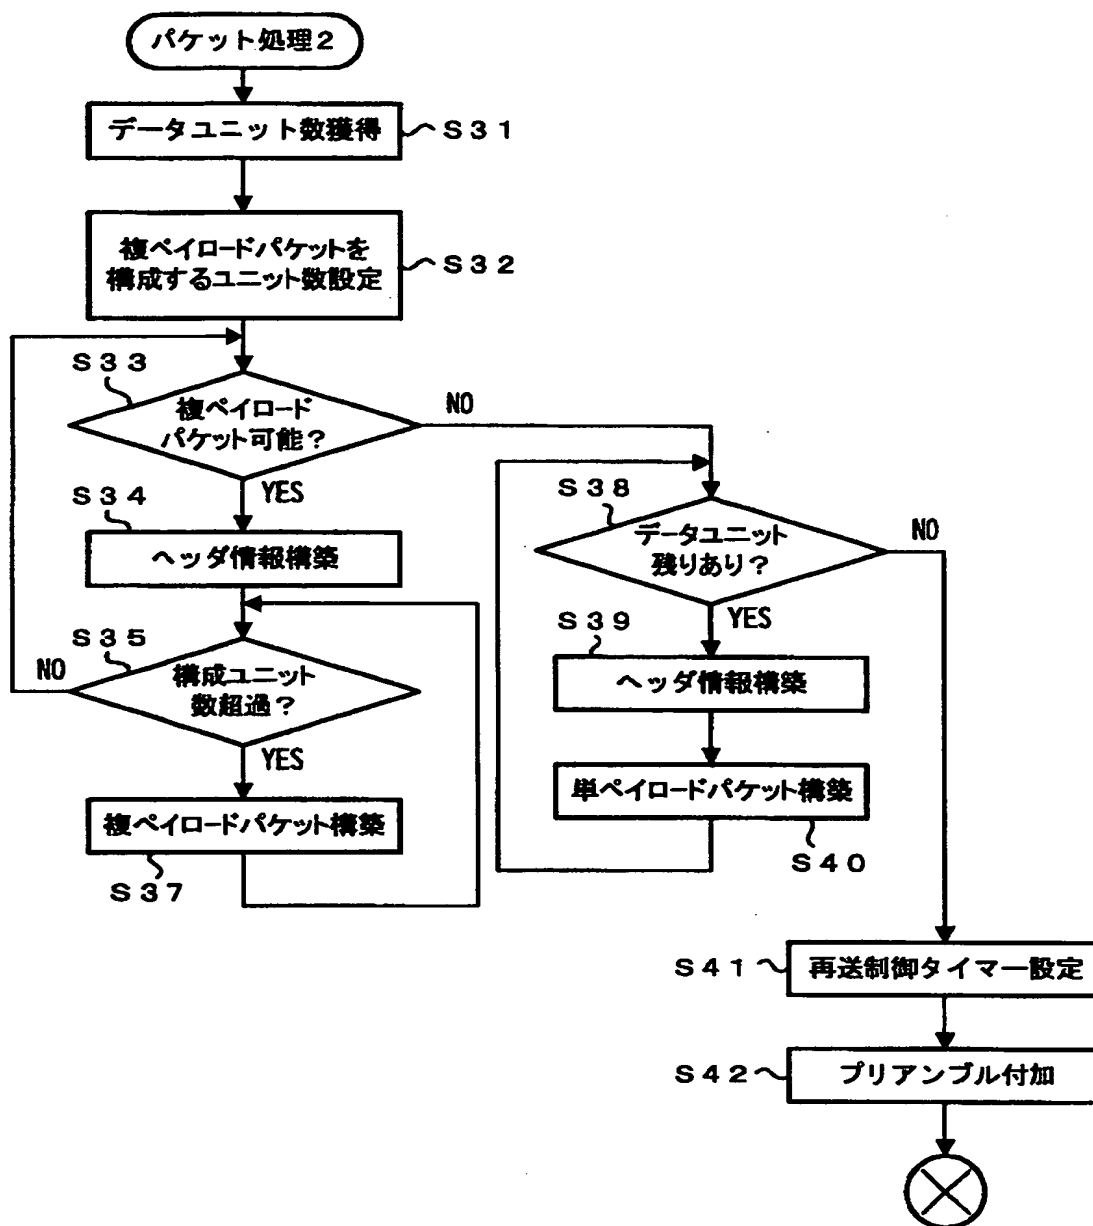 パケット処理2
データユニット数獲得
S31
複ペイロードパケットを
構成するユニット数設定
S32
S33
複ペイロード
パケット可能?
NO
YES
S34
ヘッダ情報構築
S35
NO
構成ユニット
数超過?
YES
複ペイロードパケット構築
S37
S38
データユニット
残りあり?
NO
YES
S39
ヘッダ情報構築
単ペイロードパケット構築
S40
S41
再送制御タイマー設定
S42
プリアンブル付加